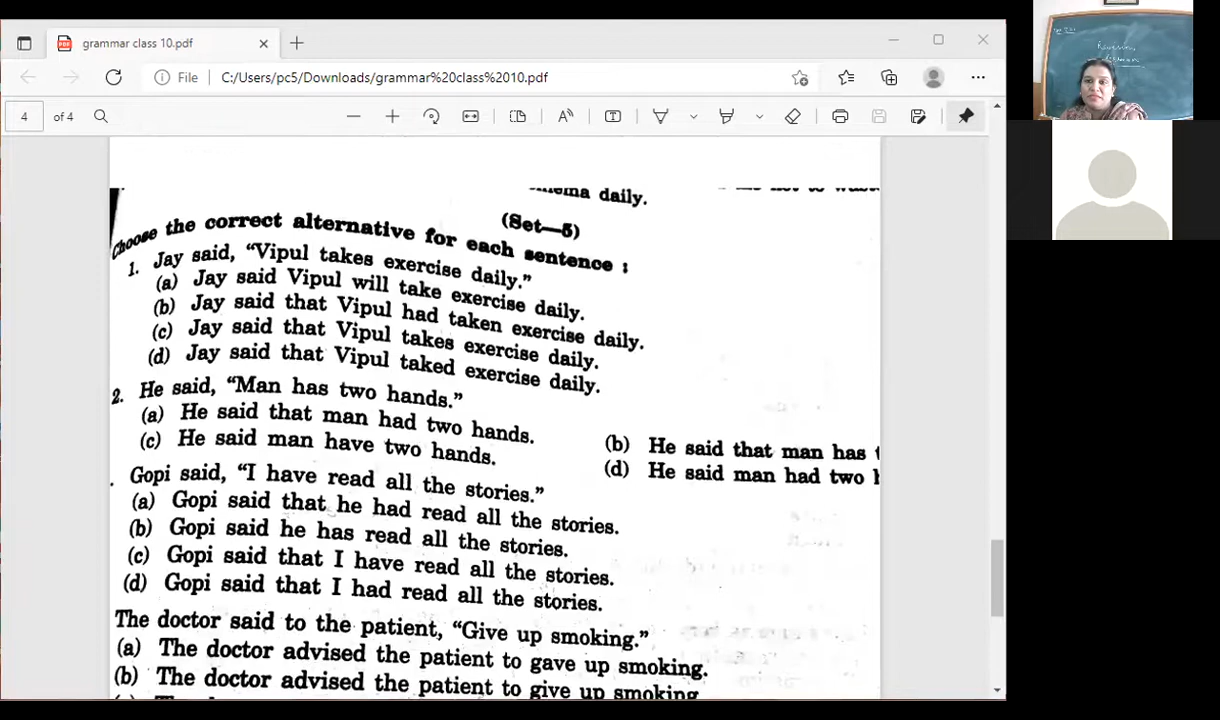 grammar class 10.pdf
File C:/Users/pc5/Downloads/grammar%20class%2010.pdf
4 of 4
daily.
(Set—5)
Choose the correct alternative for each sentence :
1. Jay said, "Vipul takes exercise daily."
(a) Jay said Vipul will take exercise daily.
(b) Jay said that Vipul had taken exercise daily.
(c) Jay said that Vipul takes exercise daily.
(d) Jay said that Vipul taked exercise daily.
2. He said, "Man has two hands."
(a) He said that man had two hands.
(b) He said that man has
(c) He said man have two hands.
(d) He said man had two
Gopi said, "I have read all the stories."
(a) Gopi said that he had read all the stories.
(b) Gopi said he has read all the stories.
(c) Gopi said that I have read all the stories.
(d) Gopi said that I had read all the stories.
The doctor said to the patient, "Give up smoking."
(a) The doctor advised the patient to gave up smoking.
(b) The doctor advised the patient to give up smoking